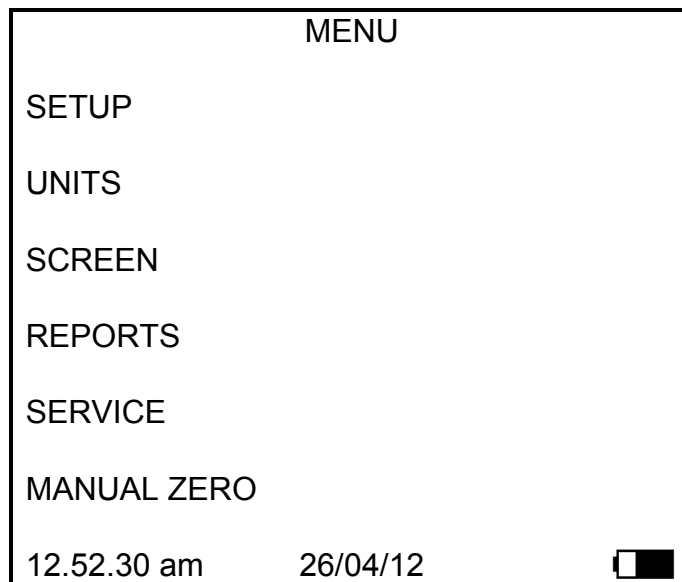 MENU
SETUP
UNITS
SCREEN
REPORTS
SERVICE
MANUAL ZERO
12.52.30 am 26/04/12